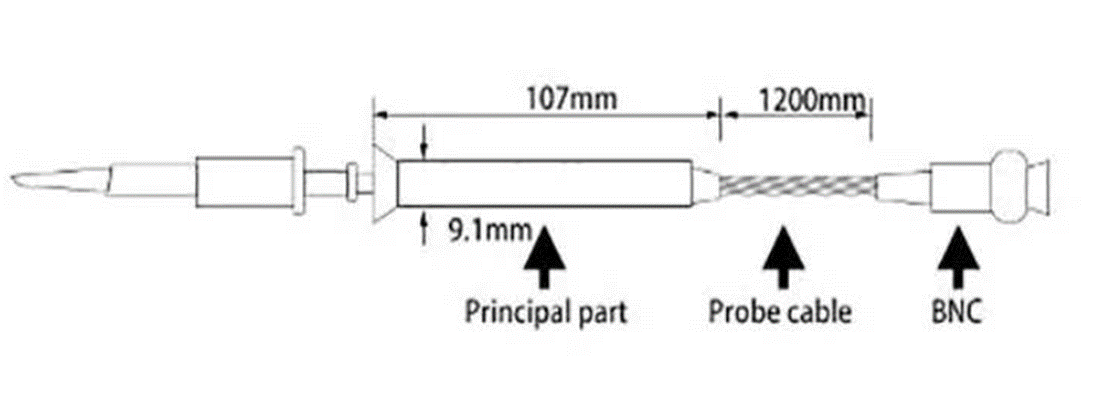 107mm
1200mm
9.1mm
Principal part
Probe cable
BNC